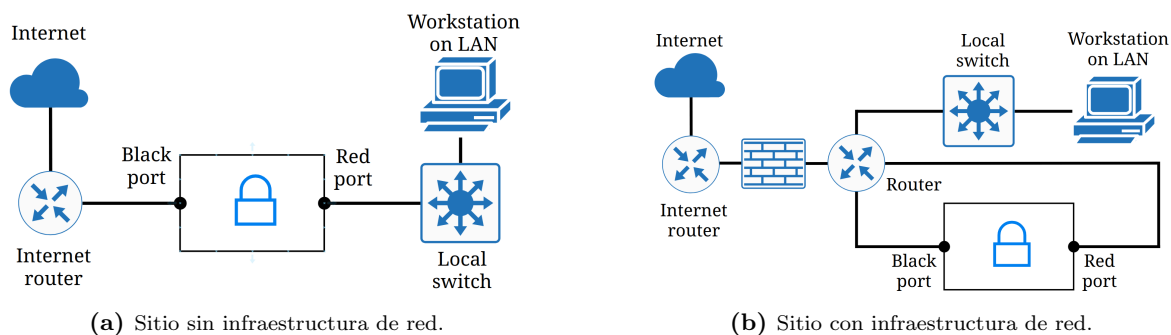 Internet
Workstation
on LAN
Black
port
Red
port
Internet
router
Local
switch
(a) Sitio sin infraestructura de red.
Internet
Local
switch
Workstation
on LAN
Router
Internet
router
Black
port
Red
port
(b) Sitio con infraestructura de red.